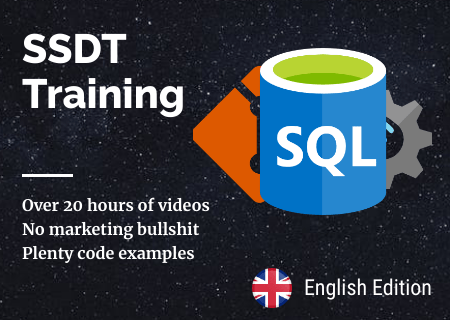 SSDT
Training
SQL
Over 20 hours of videos
No marketing bullshit
Plenty code examples
English Edition